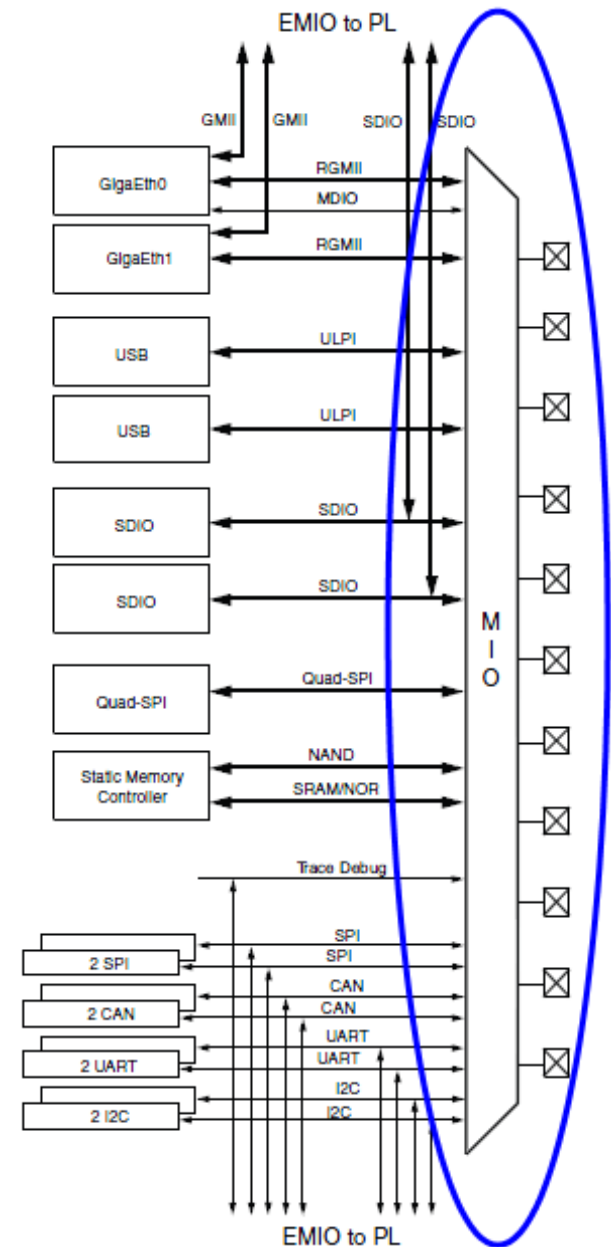 EMIO to PL
GMII
GMII
SDIO
SDIO
GigaEth0
RGMII
MDIO
GigaEth1
RGMII
USB
ULPI
USB
ULPI
SDIO
SDIO
SDIO
SDIO
M
I
O
Quad-SPI
Quad-SPI
Static Memory
Controller
NAND
SRAM/NOR
Trace Debug
SPI
2 SPI
SPI
CAN
2 CAN
CAN
UART
2 UART
UART
I2C
2 I2C
I2C
EMIO to PL